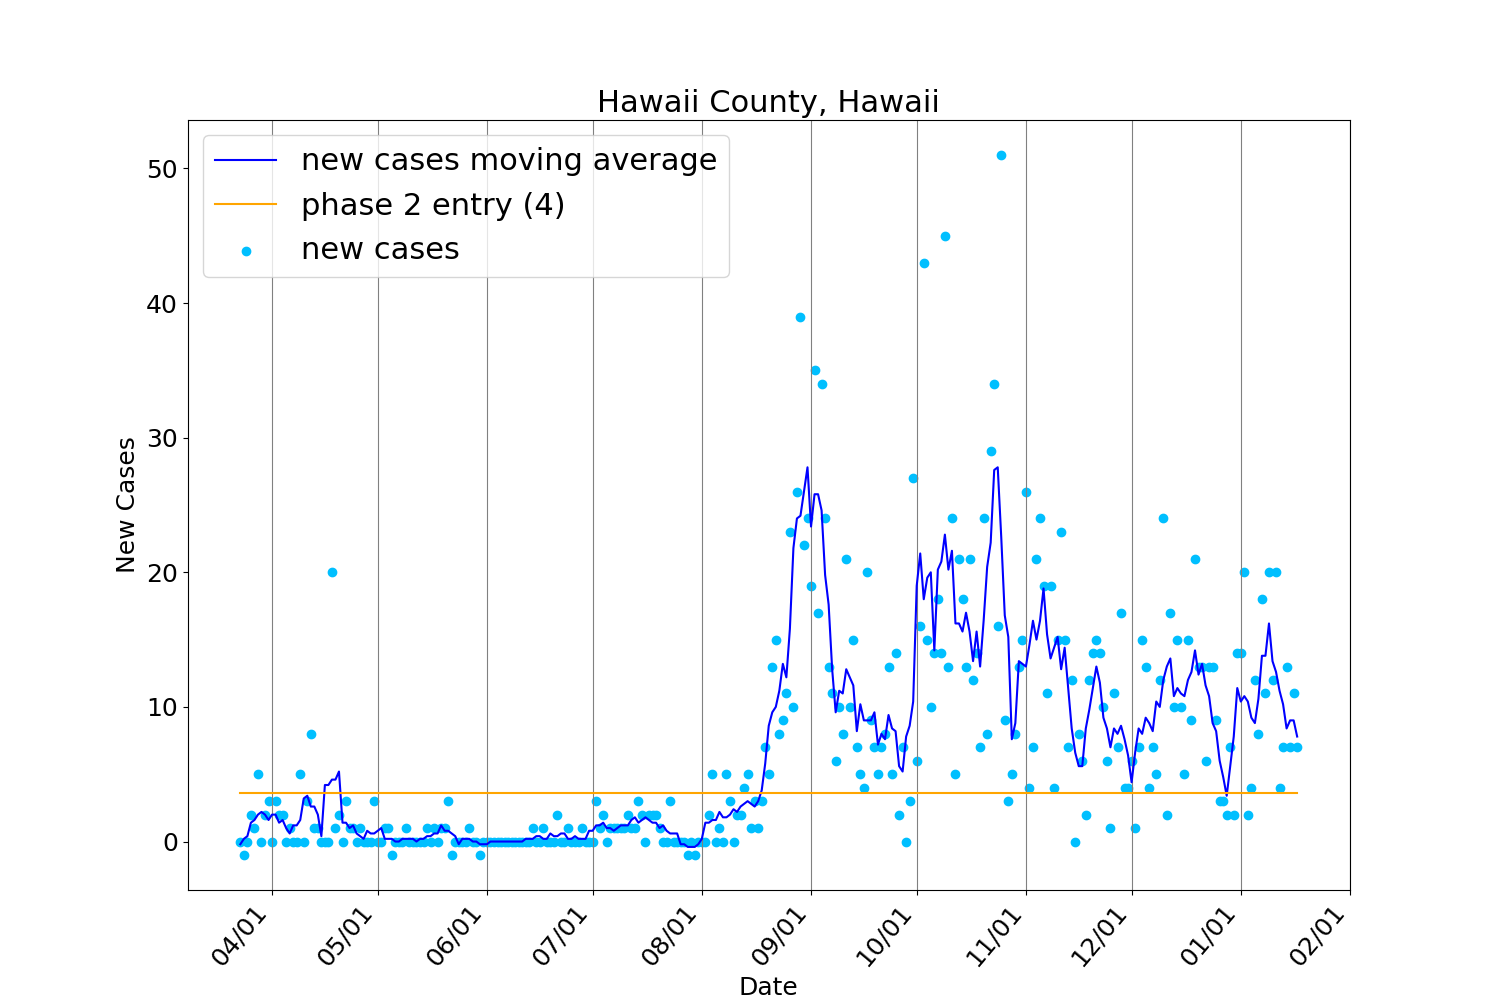 Hawaii County, Hawaii
new cases moving average
phase 2 entry (4)
new cases
50
40
30
20
10
0
New Cases
04/01
05/01
06/01
07/01
08/01
09/01
10/01
11/01
12/01
01/01
02/01
Date